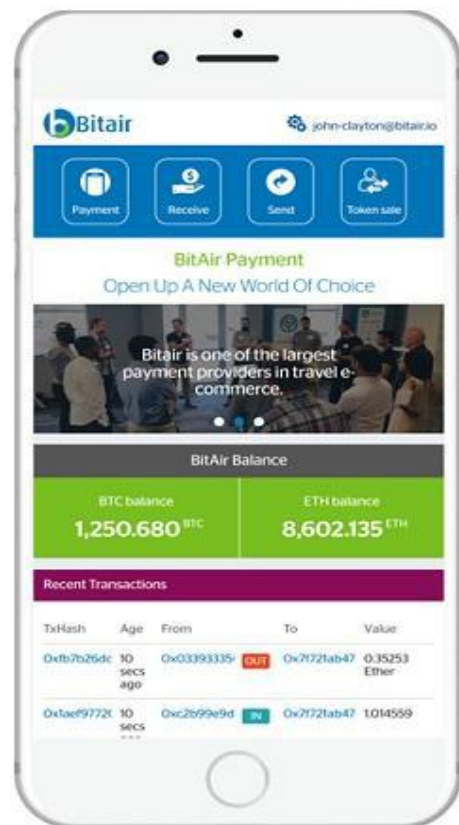 Bitair
john-clayton@bitair.io
Payment
Receive
Send
Token sale
BitAir Payment
Open Up A New World Of Choice
Bitair is one of the largest
payment providers in travel e-
commerce.
BitAir Balance
BTC balance
ETH balance
1,250.680 BTC
8,602.135 ETH
Recent Transactions
TxHash Age From To Value
0xfb7b26dc 10 0x03393335 OUT 0x7f721ab47 0.35253
secs Ether
ago
0x1aef9772 10 0xc2b99e9d IN 0x7f721ab47 1.014559
secs